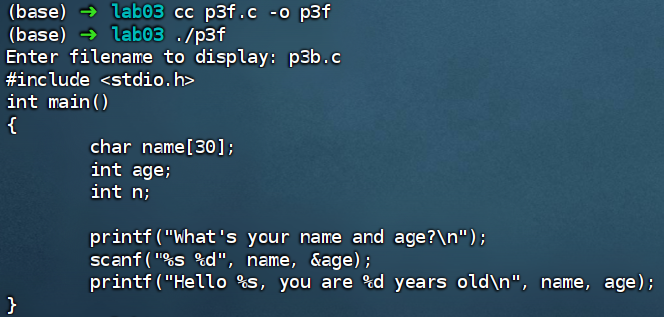 (base) ➜ lab03 cc p3f.c -o p3f
(base) ➜ lab03 ./p3f
Enter filename to display: p3b.c
#include <stdio.h>
int main()
{
        char name[30];
        int age;
        int n;

        printf("What's your name and age?\n");
        scanf("%s %d", name, &age);
        printf("Hello %s, you are %d years old\n", name, age);
}